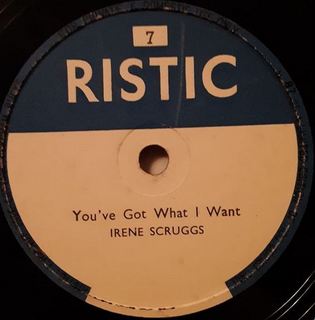 7
RISTIC
You've Got What I Want
IRENE SCRUGGS